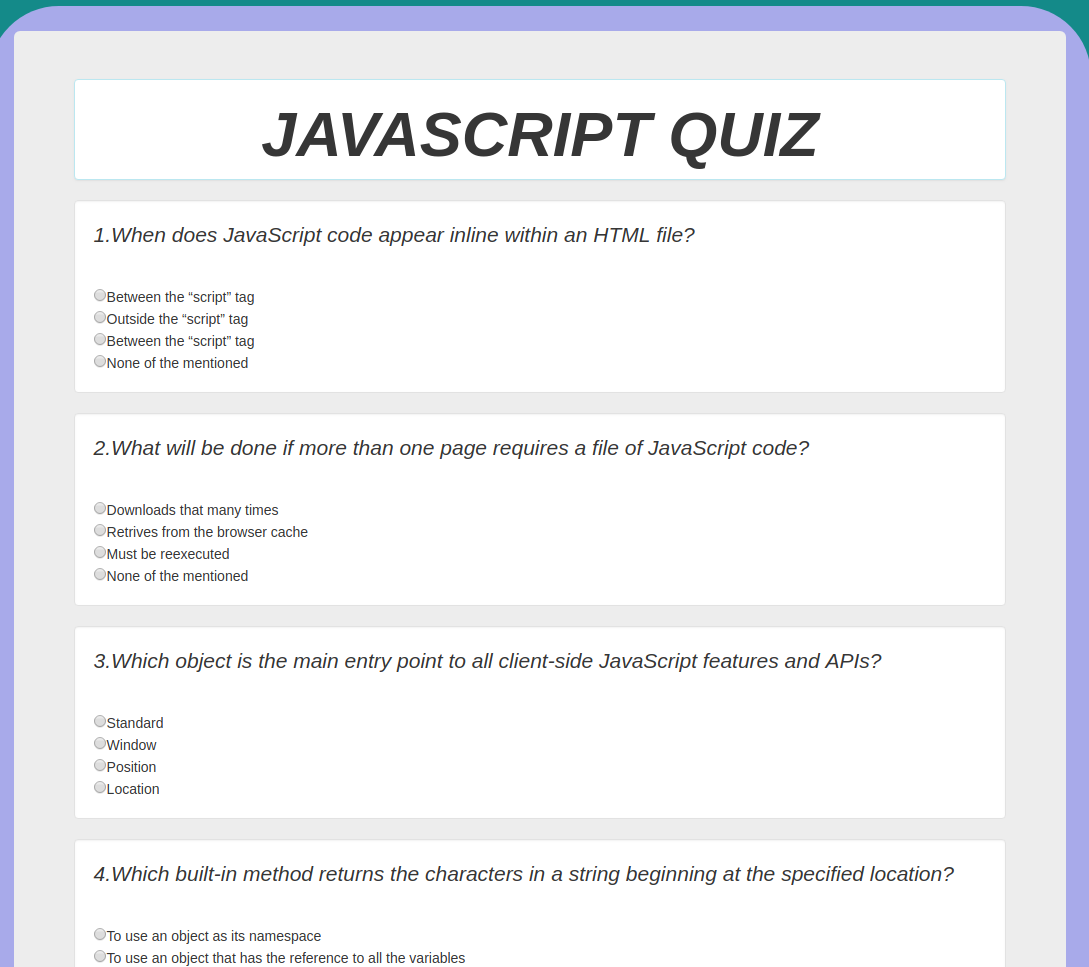 JAVASCRIPT QUIZ
1.When does JavaScript code appear inline within an HTML file?
Between the “script” tag
Outside the “script” tag
Between the “script” tag
None of the mentioned
2.What will be done if more than one page requires a file of JavaScript code?
Downloads that many times
Retrives from the browser cache
Must be reexecuted
None of the mentioned
3.Which object is the main entry point to all client-side JavaScript features and APIs?
Standard
Window
Position
Location
4.Which built-in method returns the characters in a string beginning at the specified location?
To use an object as its namespace
To use an object that has the reference to all the variables